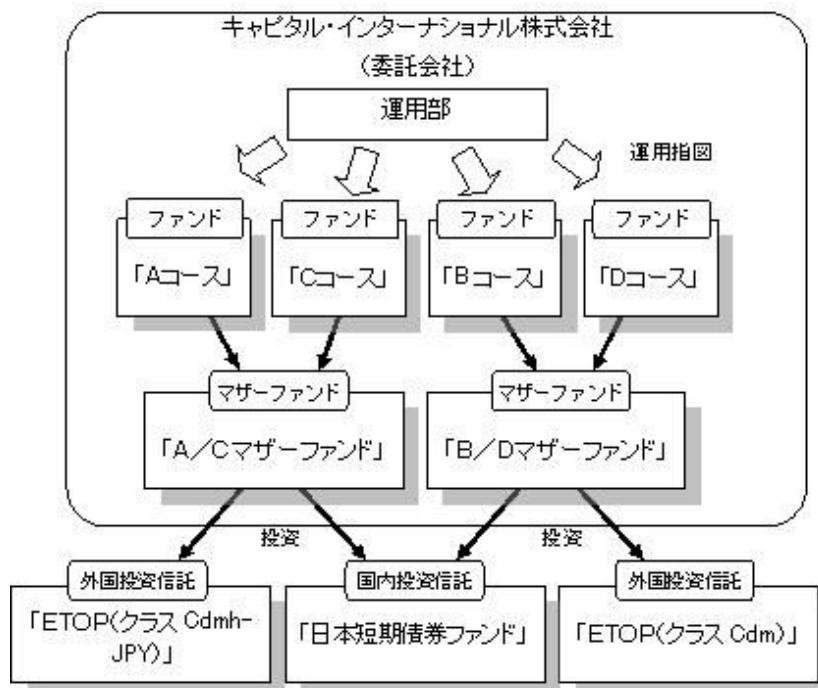 キャピタル・インターナショナル株式会社
（委託会社）
運用部
運用指図
ファンド
ファンド
ファンド
ファンド
「Aコース」
「Cコース」
「Bコース」
「Dコース」
マザーファンド
マザーファンド
「A／Cマザーファンド」
「B／Dマザーファンド」
投資
投資
外国投資信託
国内投資信託
外国投資信託
「ETOP(クラス Cdmh-
JPY)」
「日本短期債券ファンド」
「ETOP(クラス Cdm)」